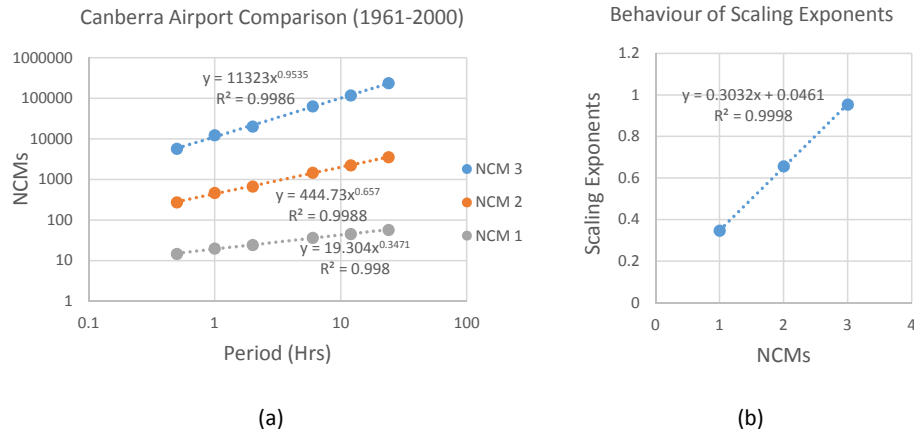 Canberra Airport Comparison (1961-2000)
1000000
100000
10000
1000
100
10
1
NCMs
y = 11323x^0.9535
R² = 0.9986
y = 444.73x^0.657
R² = 0.9988
y = 19.304x^0.3471
R² = 0.998
NCM 3
NCM 2
NCM 1
0.1 1 10 100
Period (Hrs)
(a)
Behaviour of Scaling Exponents
1.2
1
0.8
0.6
0.4
0.2
0
Scaling Exponents
y = 0.3032x + 0.0461
R² = 0.9998
0 1 2 3 4
NCMs
(b)